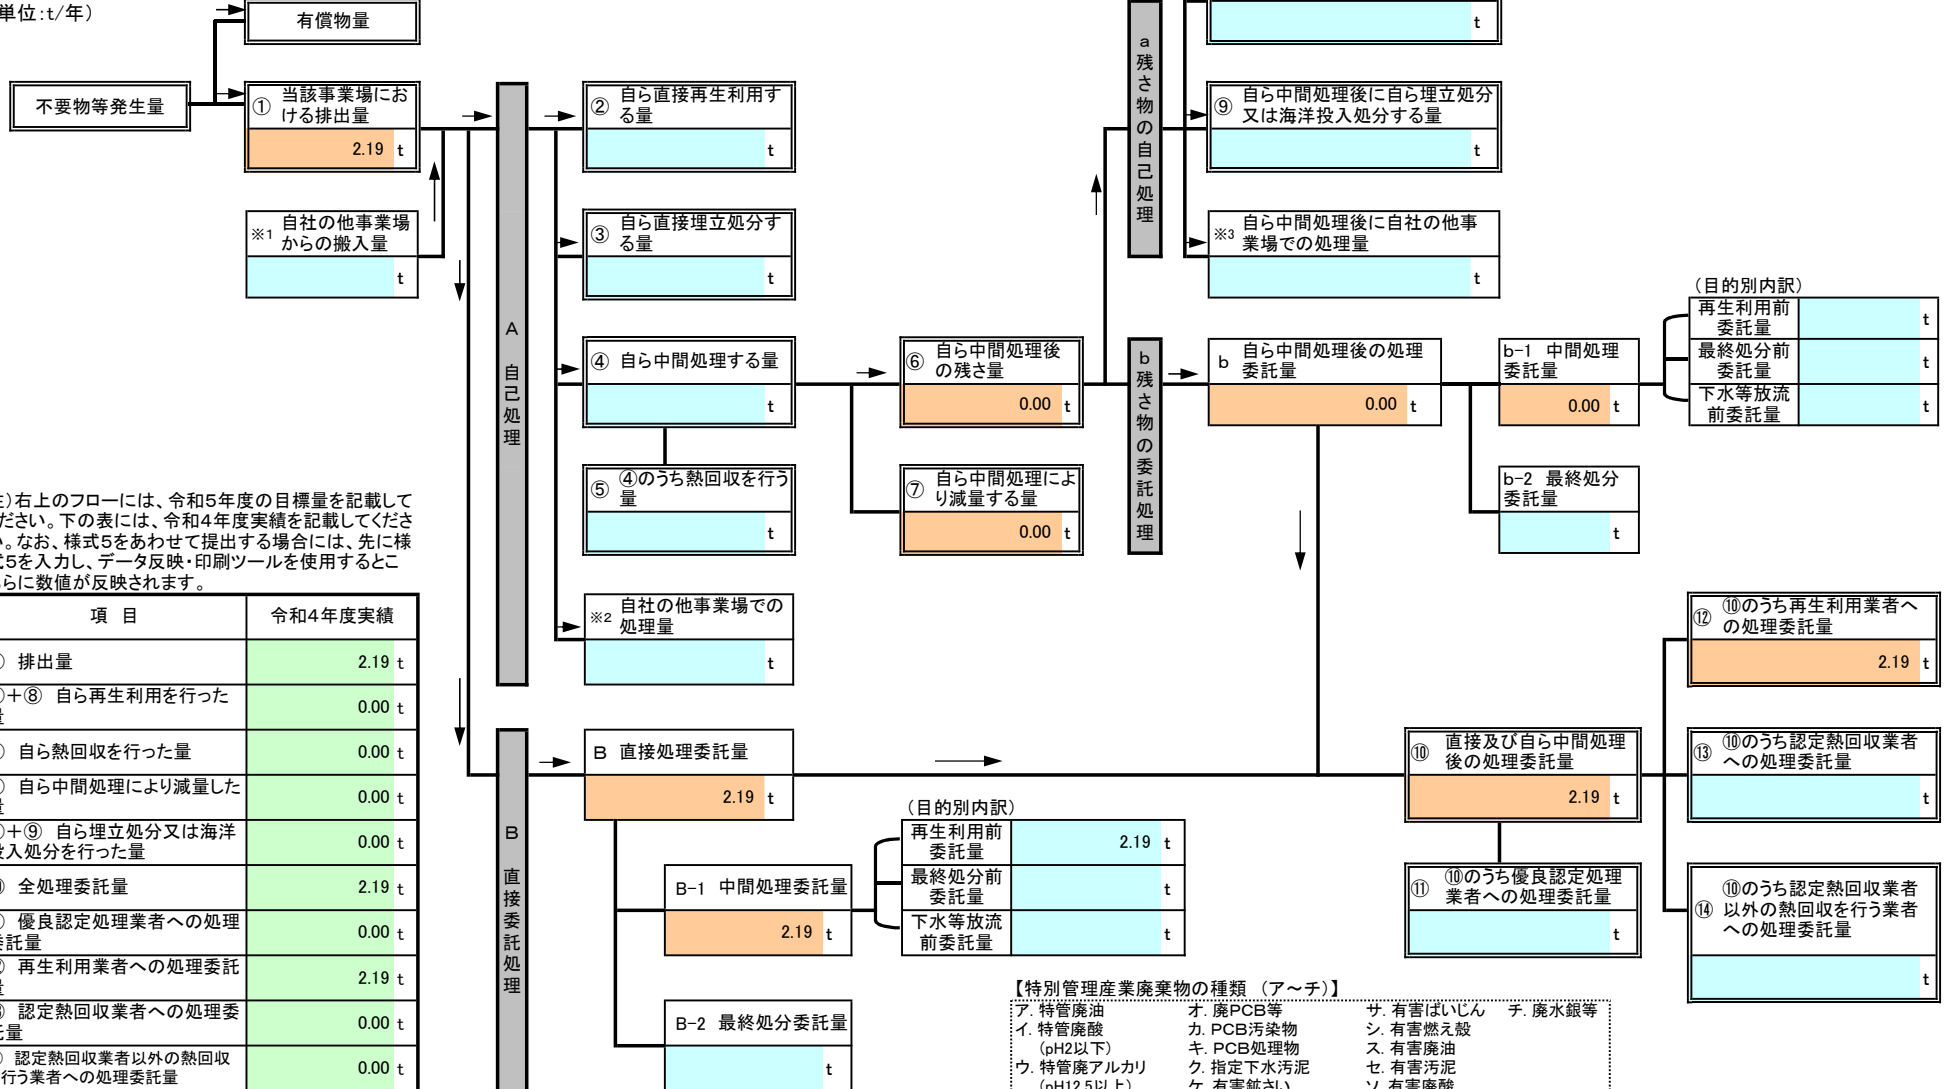 単位:t/年）
有償物量
不要物等発生量
① 当該事業場にお
ける排出量
2.19 t
※1 自社の他事業場
からの搬入量
t
A 自己処理
② 自ら直接再生利用す
る量
t
③ 自ら直接埋立処分す
る量
t
④ 自ら中間処理する量
t
⑤ ④のうち熱回収を行う
量
t
※2 自社の他事業場での
処理量
t
⑥ 自ら中間処理後
の残さ量
0.00 t
⑦ 自ら中間処理によ
り減量する量
0.00 t
a 残さ物の自己処理
t
⑨ 自ら中間処理後に自ら埋立処分
又は海洋投入処分する量
t
※3 自ら中間処理後に自社の他事
業場での処理量
t
b 残さ物の委託処理
b 自ら中間処理後の処理
委託量
0.00 t
b-1 中間処理
委託量
0.00 t
b-2 最終処分
委託量
t
（目的別内訳）
再生利用前
委託量
t
最終処分前
委託量
t
下水等放流
前委託量
t
）右上のフローには、令和5年度の目標量を記載して
ださい。下の表には、令和4年度実績を記載してくださ
。なお、様式5をあわせて提出する場合には、先に様
5を入力し、データ反映・印刷ツールを使用するとこ
らに数値が反映されます。
項 目 令和4年度実績
排出量 2.19 t
+⑧ 自ら再生利用を行った
0.00 t
自ら熱回収を行った量 0.00 t
自ら中間処理により減量した
0.00 t
+⑨ 自ら埋立処分又は海洋
入処分を行った量 0.00 t
全処理委託量 2.19 t
優良認定処理業者への処理
託量 0.00 t
再生利用業者への処理委託
2.19 t
認定熱回収業者への処理委
量 0.00 t
認定熱回収業者以外の熱回収
行う業者への処理委託量 0.00 t
B 直接委託処理
B 直接処理委託量
2.19 t
B-1 中間処理委託量
2.19 t
B-2 最終処分委託量
t
（目的別内訳）
再生利用前
委託量
2.19 t
最終処分前
委託量
t
下水等放流
前委託量
t
⑩ 直接及び自ら中間処理
後の処理委託量
2.19 t
⑪ ⑩のうち優良認定処理
業者への処理委託量
t
⑫ ⑩のうち再生利用業者へ
の処理委託量
2.19 t
⑬ ⑩のうち認定熱回収業者
への処理委託量
t
⑭ ⑩のうち認定熱回収業者
以外の熱回収を行う業者
への処理委託量
t
【特別管理産業廃棄物の種類 （ア～チ）】
ア. 特管廃油 オ. 廃PCB等 サ. 有害ばいじん チ. 廃水銀等
イ. 特管廃酸 カ. PCB汚染物 シ. 有害燃え殻
（pH2以下） キ. PCB処理物 ス. 有害廃油
ウ. 特管廃アルカリ ク. 指定下水汚泥 セ. 有害汚泥
（pH12.5以上） ケ. 有害鉱さい ソ. 有害廃酸